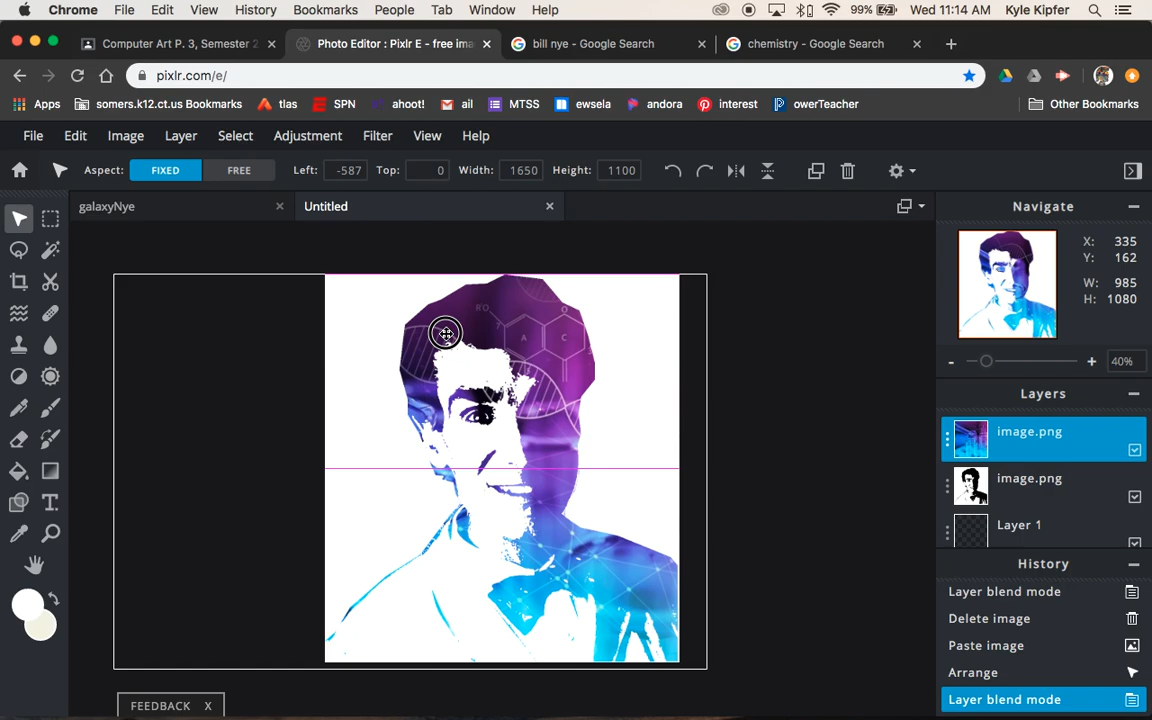 Chrome File Edit View History Bookmarks People Tab Window Help 99% Wed 11:14 AM Kyle Kipfer
Computer Art P. 3, Semester 2 Photo Editor : Pixlr E - free ima bill nye - Google Search chemistry - Google Search
pixlr.com/e/
Apps somers.k12.ct.us Bookmarks tlas SPN ahoot! ail MTSS ewsela andora interest owerTeacher Other Bookmarks
File Edit Image Layer Select Adjustment Filter View Help
Aspect: FIXED FREE Left: -587 Top: 0 Width: 1650 Height: 1100
galaxyNye Untitled
Navigate
X: 335
Y: 162
W: 985
H: 1080
- + 40%
Layers
image.png
image.png
Layer 1
History
Layer blend mode
Delete image
Paste image
Arrange
Layer blend mode
RO
7
O
A C
FEEDBACK X